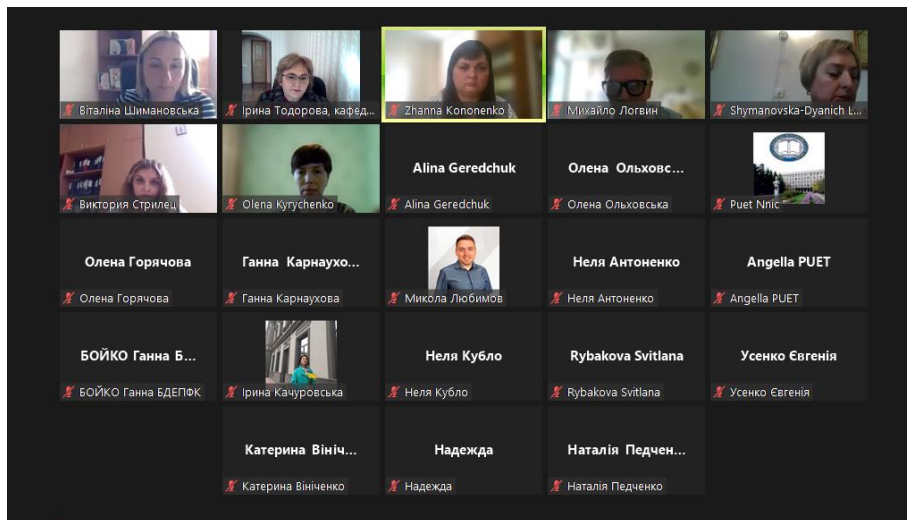 Віталіна Шимановська
Ірина Тодорова, кафед...
Zhanna Kononenko
Михайло Логвин
Shymanovska-Dyanich L...
Виктория Стрилец
Olena Kyrychenko
Alina Geredchuk
Alina Geredchuk
Олена Ольховс...
Олена Ольховська
Puet Nnic
Олена Горячова
Олена Горячова
Ганна Карнаухо...
Ганна Карнаухова
Микола Любимов
Неля Антоненко
Неля Антоненко
Angella PUET
Angella PUET
БОЙКО Ганна Б...
БОЙКО Ганна БДЕПФК
Ірина Качуровська
Неля Кубло
Неля Кубло
Rybakova Svitlana
Rybakova Svitlana
Усенко Євгенія
Усенко Євгенія
Катерина Вініч...
Катерина Вініченко
Надежда
Надежда
Наталія Педчен...
Наталія Педченко